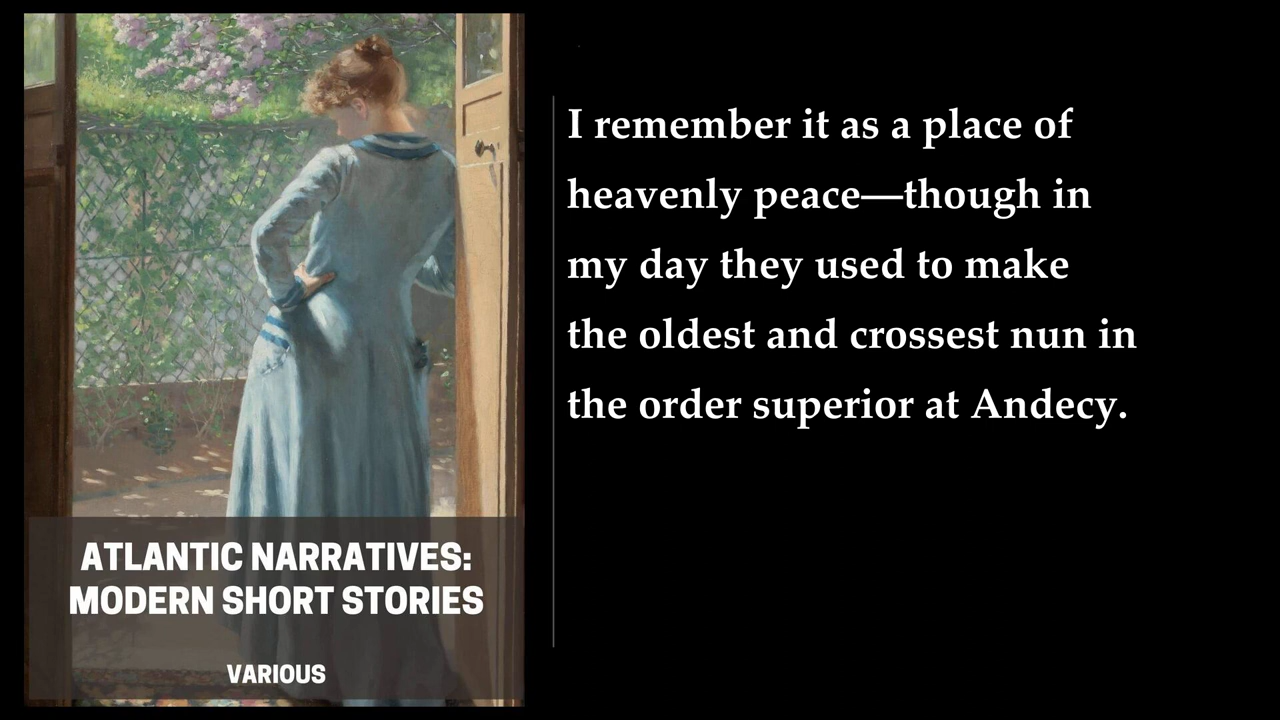 I remember it as a place of
heavenly peace—though in
my day they used to make
the oldest and crossest nun in
the order superior at Andecy.
ATLANTIC NARRATIVES:
MODERN SHORT STORIES
VARIOUS